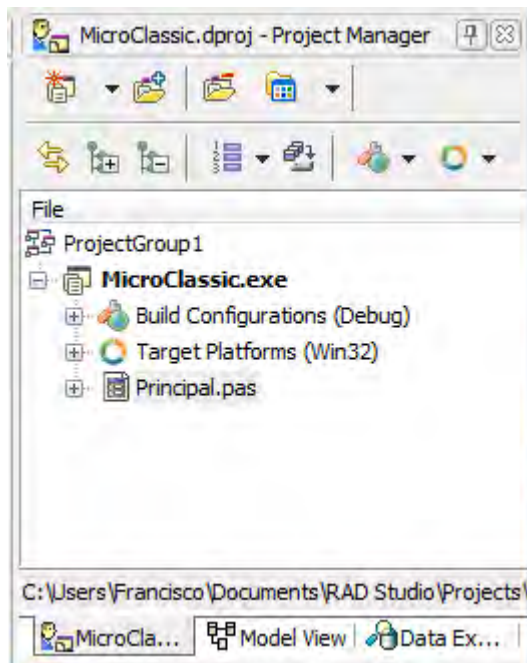 MicroClassic.dproj - Project Manager
File
ProjectGroup1
MicroClassic.exe
Build Configurations (Debug)
Target Platforms (Win32)
Principal.pas
C:\Users\Francisco\Documents\RAD Studio\Projects\
MicroCla... Model View Data Ex...